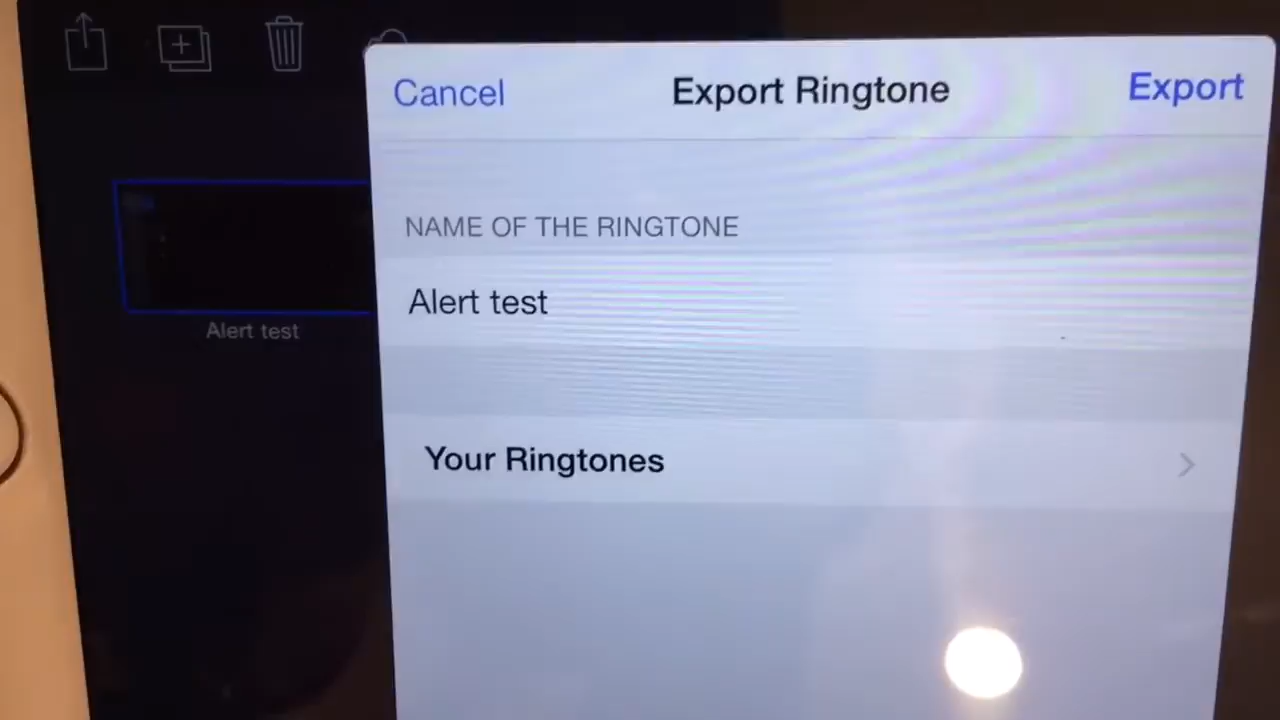 Cancel
Export Ringtone
Export
NAME OF THE RINGTONE
Alert test
Alert test
Your Ringtones